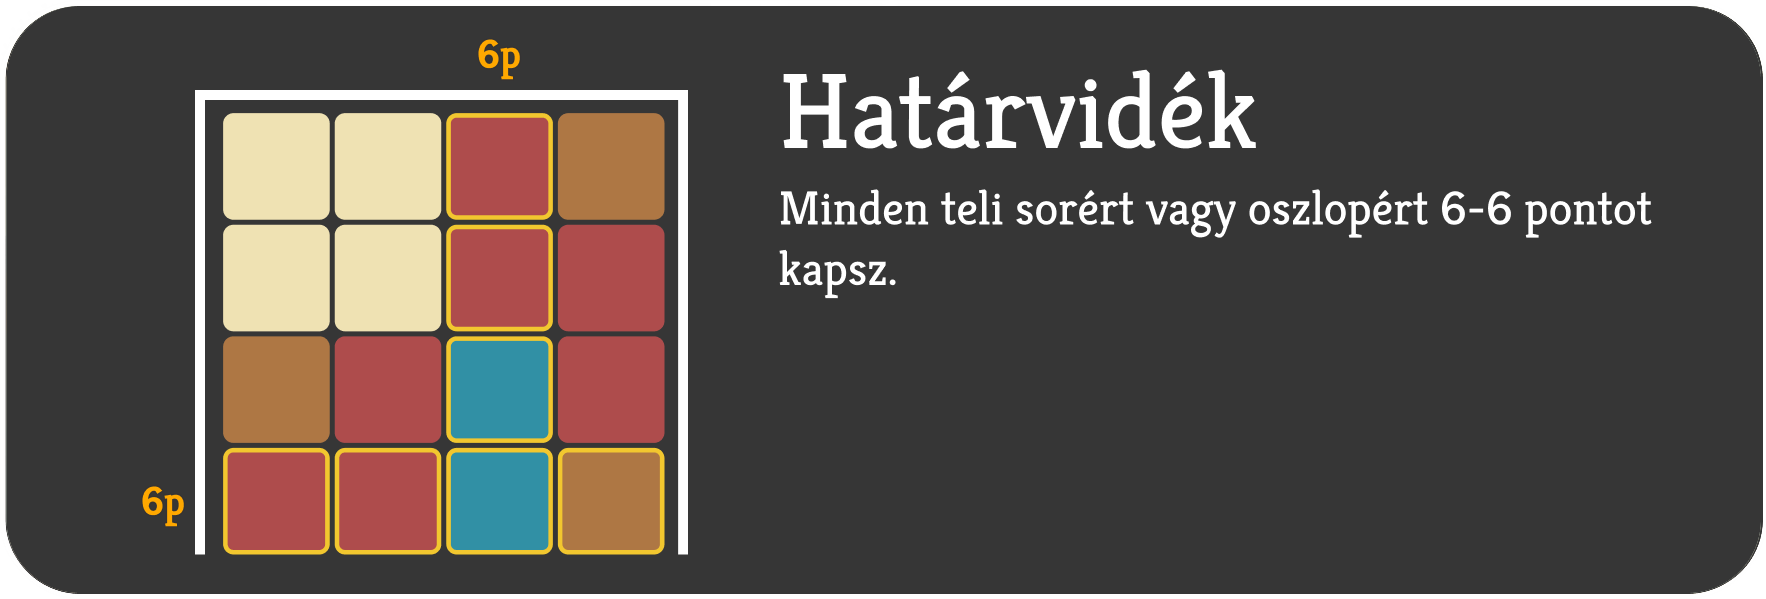 6p
Határvidék
Minden teli sorért vagy oszlopért 6-6 pontot
kapsz.
6p